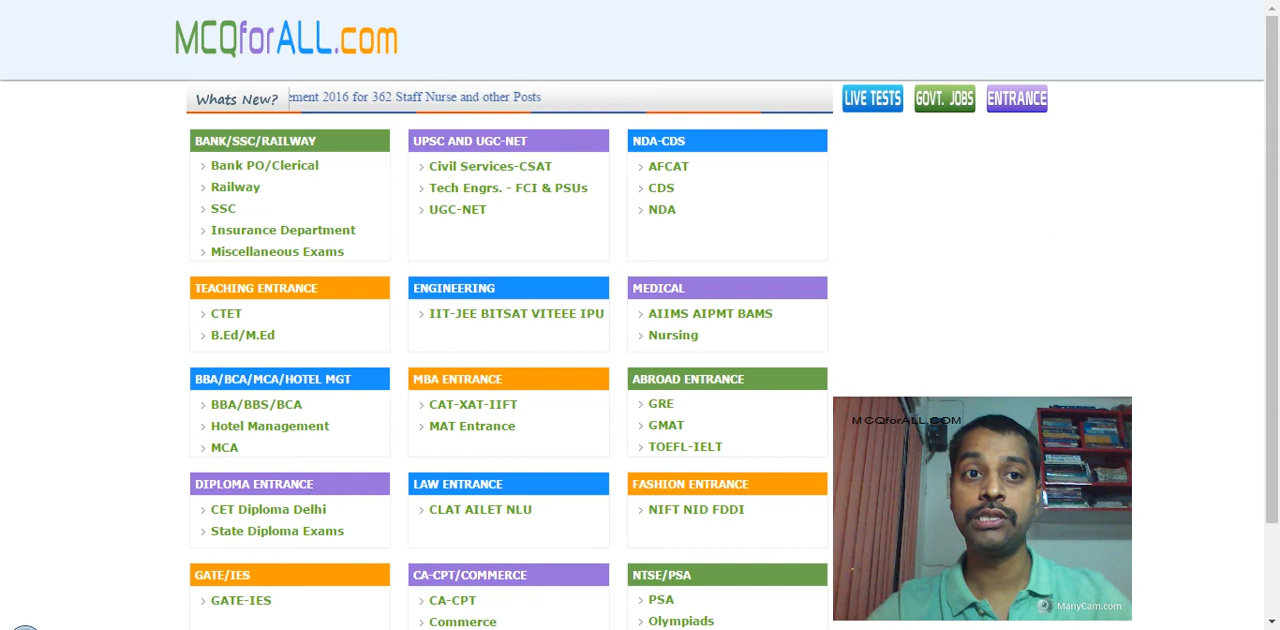 MCQforALL.com
Whats New? ement 2016 for 362 Staff Nurse and other Posts
LIVE TESTS GOVT. JOBS ENTRANCE
BANK/SSC/RAILWAY
Bank PO/Clerical
Railway
SSC
Insurance Department
Miscellaneous Exams
UPSC AND UGC-NET
Civil Services-CSAT
Tech Engrs. - FCI & PSUs
UGC-NET
NDA-CDS
AFCAT
CDS
NDA
TEACHING ENTRANCE
CTET
B.Ed/M.Ed
ENGINEERING
IIT-JEE BITSAT VITEEE IPU
MEDICAL
AIIMS AIPMT BAMS
Nursing
BBA/BCA/MCA/HOTEL MGT
BBA/BBS/BCA
Hotel Management
MCA
MBA ENTRANCE
CAT-XAT-IIFT
MAT Entrance
ABROAD ENTRANCE
GRE
GMAT
TOEFL-IELT
DIPLOMA ENTRANCE
CET Diploma Delhi
State Diploma Exams
LAW ENTRANCE
CLAT AILET NLU
FASHION ENTRANCE
NIFT NID FDDI
GATE/IES
GATE-IES
CA-CPT/COMMERCE
CA-CPT
Commerce
NTSE/PSA
PSA
Olympiads
MCQforALL.COM
ManyCam.com